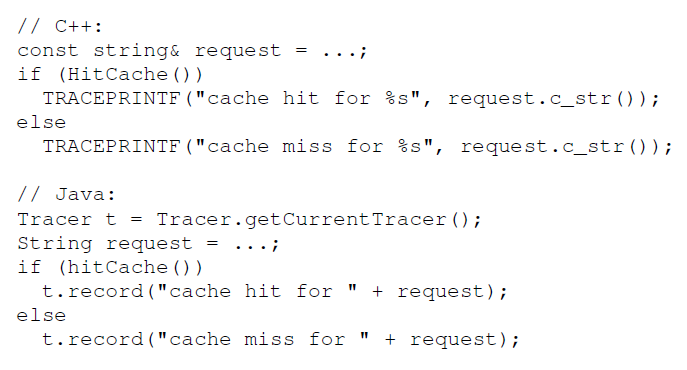 // C++:
const string& request = ...;
if (HitCache())
  TRACEPRINTF("cache hit for %s", request.c_str());
else
  TRACEPRINTF("cache miss for %s", request.c_str());

// Java:
Tracer t = Tracer.getCurrentTracer();
String request = ...;
if (hitCache())
  t.record("cache hit for " + request);
else
  t.record("cache miss for " + request);